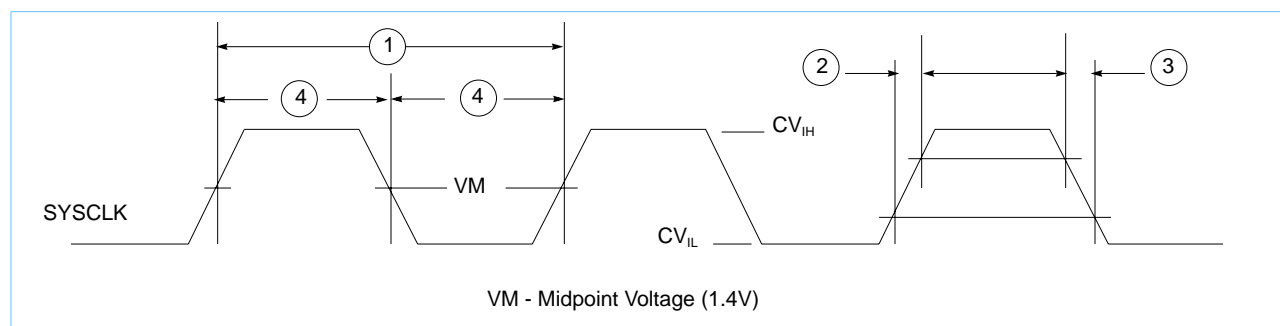 1
2
3
4
4
CV_IH
VM
SYSCLK
CV_IL
VM - Midpoint Voltage (1.4V)